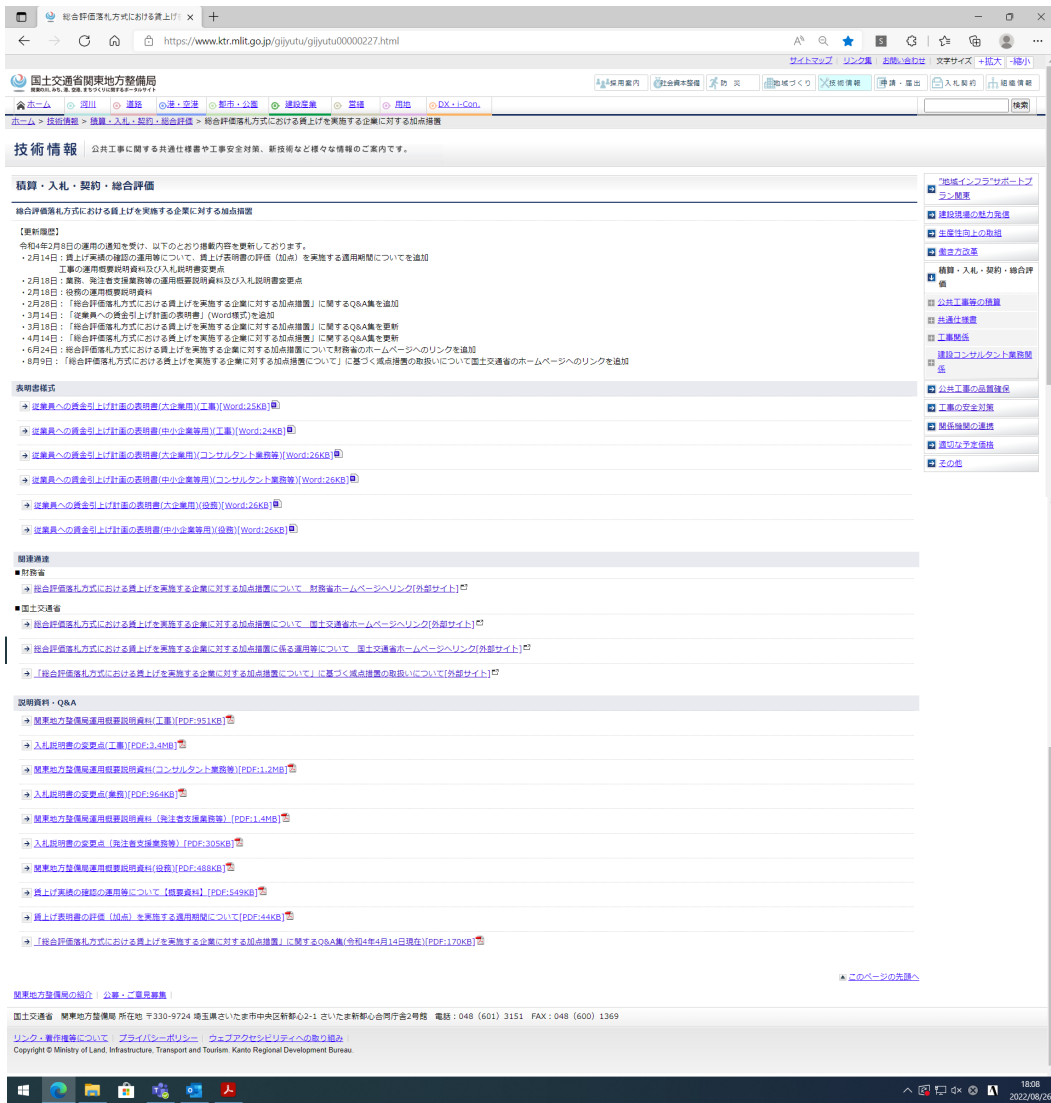 総合評価落札方式における賃上げ
https://www.ktr.mlit.go.jp/gijyutu/gijyutu00000227.html
サイトマップ | リンク集 | お問い合わせ 文字サイズ +拡大 -縮小
国土交通省関東地方整備局
関東の川、みち、港、空港、まちづくりに関するポータルサイト
採用案内 社会資本整備 防 災 地域づくり 技術情報 申請・届出 入札契約 組織情報
ホーム 河川 道路 港・空港 都市・公園 建設産業 営繕 用地 DX・i-Con. 検索
ホーム > 技術情報 > 積算・入札・契約・総合評価 > 総合評価落札方式における賃上げを実施する企業に対する加点措置
技術情報 公共工事に関する共通仕様書や工事安全対策、新技術など様々な情報のご案内です。
積算・入札・契約・総合評価
総合評価落札方式における賃上げを実施する企業に対する加点措置
【更新履歴】
令和4年2月8日の運用の通知を受け、以下のとおり掲載内容を更新しております。
・2月14日：賃上げ実績の確認の運用等について、賃上げ表明書の評価（加点）を実施する適用期間についてを追加
工事の運用概要説明資料及び入札説明書変更点
・2月18日：業務、発注者支援業務等の運用概要説明資料及び入札説明書変更点
・2月18日：役務の運用概要説明資料
・2月28日：「総合評価落札方式における賃上げを実施する企業に対する加点措置」に関するQ&A集を追加
・3月14日：「従業員への賃金引上げ計画の表明書」(Word様式)を追加
・3月18日：「総合評価落札方式における賃上げを実施する企業に対する加点措置」に関するQ&A集を更新
・4月14日：「総合評価落札方式における賃上げを実施する企業に対する加点措置」に関するQ&A集を更新
・6月24日：総合評価落札方式における賃上げを実施する企業に対する加点措置について財務省のホームページへのリンクを追加
・8月9日：「総合評価落札方式における賃上げを実施する企業に対する加点措置について」に基づく減点措置の取扱いについて国土交通省のホームページへのリンクを追加
表明書様式
従業員への賃金引上げ計画の表明書(大企業用)(工事)[Word:25KB]
従業員への賃金引上げ計画の表明書(中小企業等用)(工事)[Word:24KB]
従業員への賃金引上げ計画の表明書(大企業用)(コンサルタント業務等)[Word:26KB]
従業員への賃金引上げ計画の表明書(中小企業等用)(コンサルタント業務等)[Word:26KB]
従業員への賃金引上げ計画の表明書(大企業用)(役務)[Word:26KB]
従業員への賃金引上げ計画の表明書(中小企業等用)(役務)[Word:26KB]
関連通達
■財務省
総合評価落札方式における賃上げを実施する企業に対する加点措置について 財務省ホームページへリンク[外部サイト]
■国土交通省
総合評価落札方式における賃上げを実施する企業に対する加点措置について 国土交通省ホームページへリンク[外部サイト]
総合評価落札方式における賃上げを実施する企業に対する加点措置に係る運用等について 国土交通省ホームページへリンク[外部サイト]
「総合評価落札方式における賃上げを実施する企業に対する加点措置について」に基づく減点措置の取扱いについて[外部サイト]
説明資料・Q&A
関東地方整備局運用概要説明資料(工事)[PDF:951KB]
入札説明書の変更点(工事)[PDF:3.4MB]
関東地方整備局運用概要説明資料(コンサルタント業務等)[PDF:1.2MB]
入札説明書の変更点(業務)[PDF:964KB]
関東地方整備局運用概要説明資料（発注者支援業務等）[PDF:1.4MB]
入札説明書の変更点（発注者支援業務等）[PDF:305KB]
関東地方整備局運用概要説明資料(役務)[PDF:488KB]
賃上げ実績の確認の運用等について【概要資料】[PDF:549KB]
賃上げ表明書の評価（加点）を実施する適用期間について[PDF:44KB]
「総合評価落札方式における賃上げを実施する企業に対する加点措置」に関するQ&A集(令和4年4月14日現在)[PDF:170KB]
"地域インフラ"サポートプ
ラン関東
建設現場の魅力発信
生産性向上の取組
働き方改革
積算・入札・契約・総合評
価
公共工事等の積算
共通仕様書
工事関係
建設コンサルタント業務関
係
公共工事の品質確保
工事の安全対策
関係機関の連携
適切な予定価格
その他
このページの先頭へ
関東地方整備局の紹介 | 公募・ご意見募集 |
国土交通省 関東地方整備局 所在地 〒330-9724 埼玉県さいたま市中央区新都心2-1 さいたま新都心合同庁舎2号館 電話：048（601）3151 FAX：048（600）1369
リンク・著作権等について | プライバシーポリシー | ウェブアクセシビリティへの取り組み |
Copyright© Ministry of Land, Infrastructure, Transport and Tourism. Kanto Regional Development Bureau.
18:08
2022/08/26